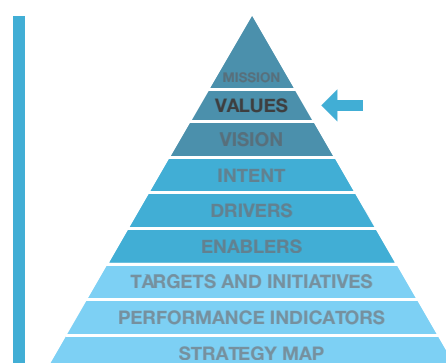 MISSION
VALUES
VISION
INTENT
DRIVERS
ENABLERS
TARGETS AND INITIATIVES
PERFORMANCE INDICATORS
STRATEGY MAP